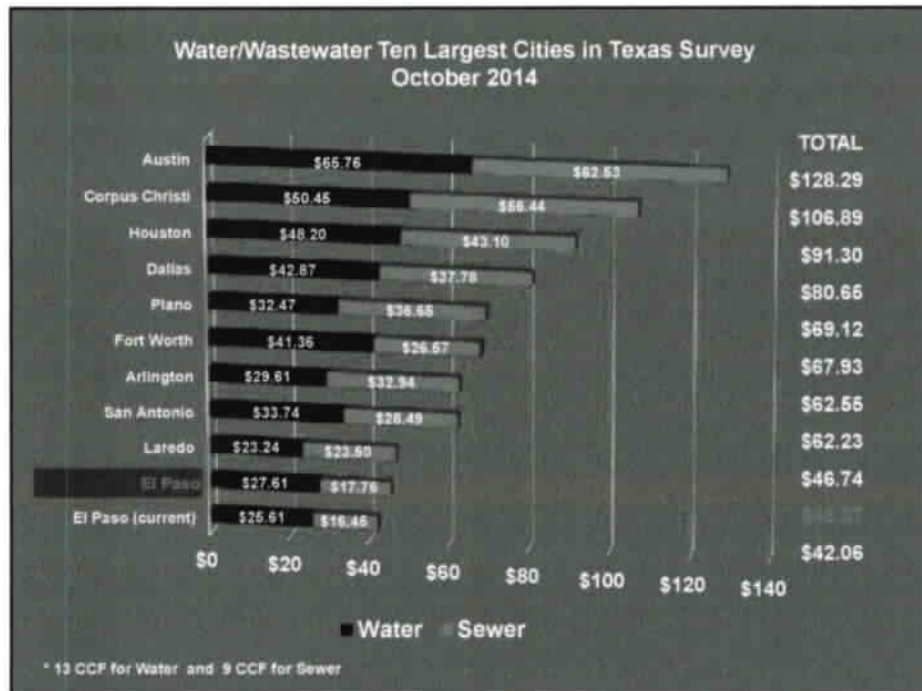 Water/Wastewater Ten Largest Cities in Texas Survey
October 2014
TOTAL
Austin $65.76 $62.53 $128.29
Corpus Christi $50.45 $56.44 $106.89
Houston $48.20 $43.10 $91.30
Dallas $42.87 $37.78 $80.65
Plano $32.47 $36.65 $69.12
Fort Worth $41.36 $26.57 $67.93
Arlington $29.61 $32.94 $62.55
San Antonio $33.74 $28.49 $62.23
Laredo $23.24 $23.50 $46.74
El Paso $27.61 $17.76
El Paso (current) $25.61 $16.45 $42.06
$0 $20 $40 $60 $80 $100 $120 $140
Water Sewer
* 13 CCF for Water and 9 CCF for Sewer